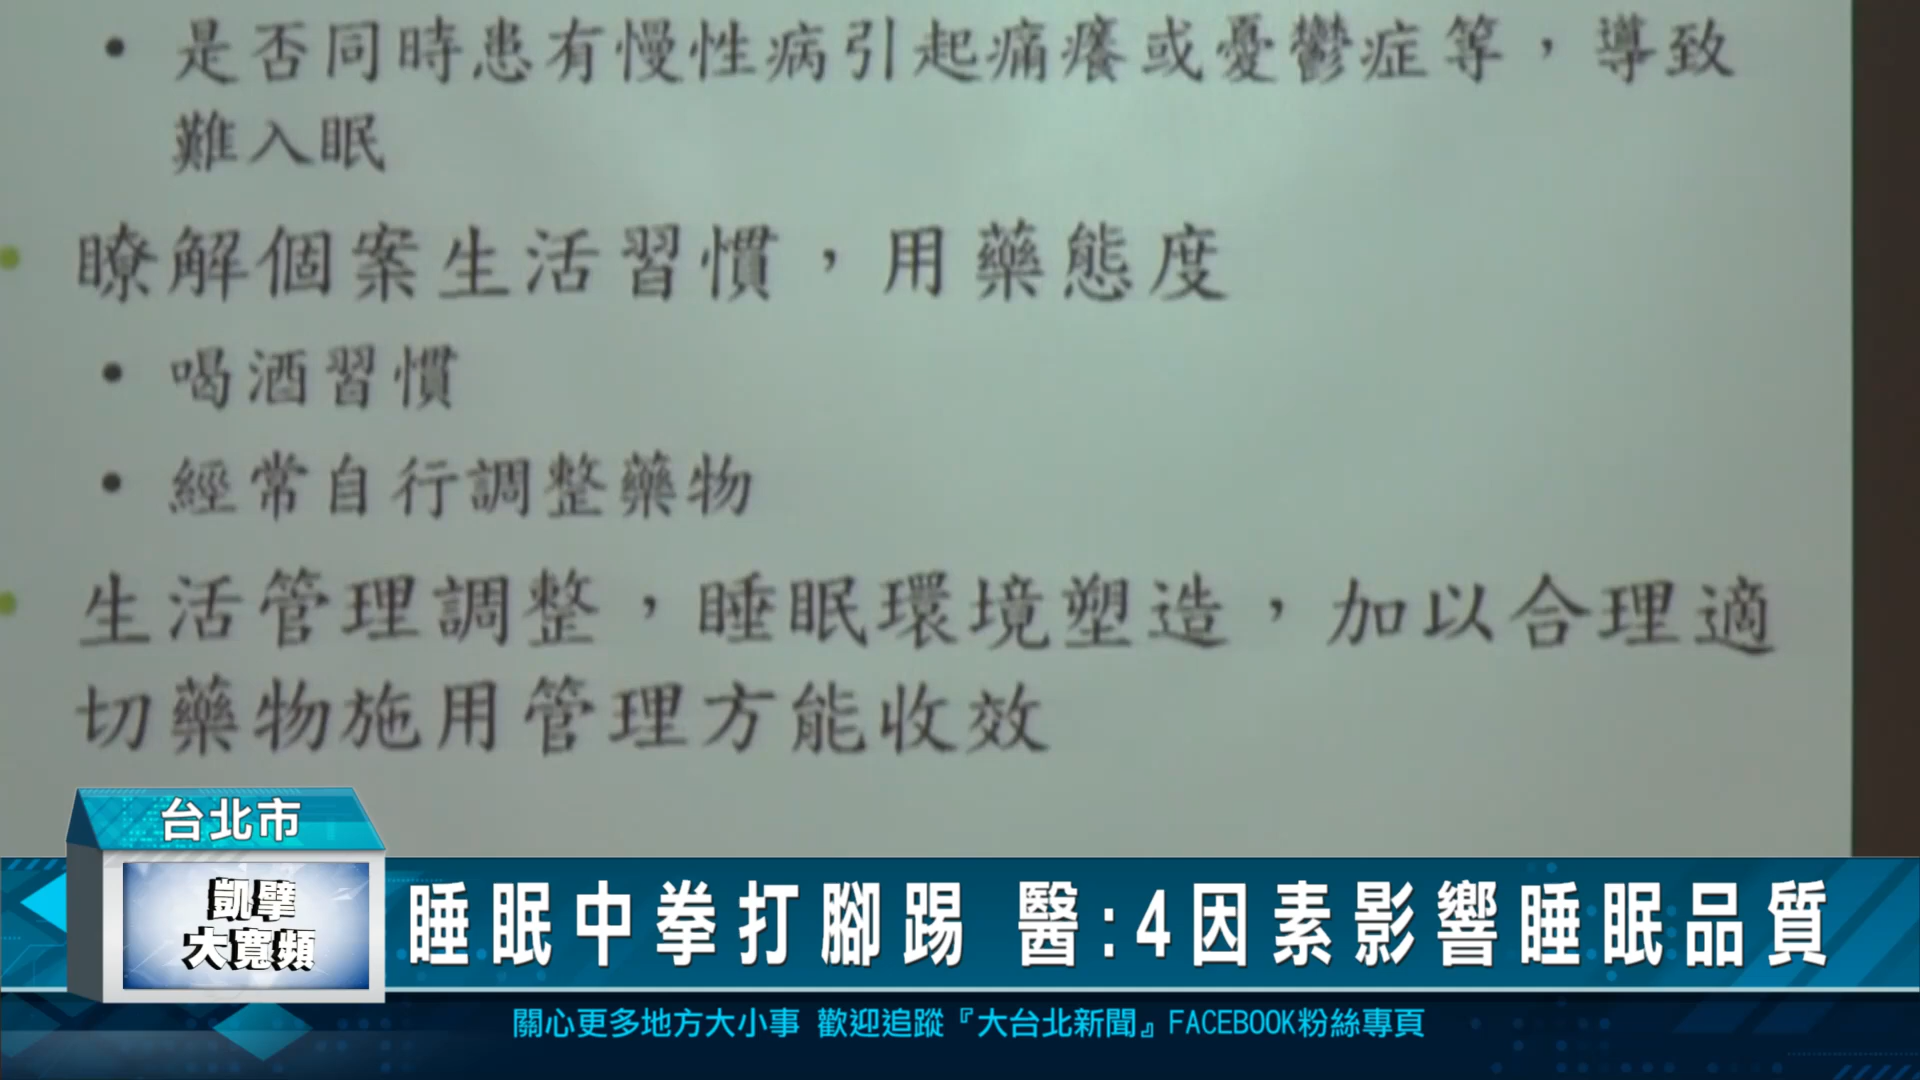 • 是否同時患有慢性病引起痛癢或憂鬱症等，導致
難入眠
• 瞭解個案生活習慣，用藥態度
• 喝酒習慣
• 經常自行調整藥物
• 生活管理調整，睡眠環境塑造，加以合理適
切藥物施用管理方能收效
台北市
凱擘
大寬頻
睡眠中拳打腳踢 醫:4因素影響睡眠品質
關心更多地方大小事 歡迎追蹤『大台北新聞』FACEBOOK粉絲專頁